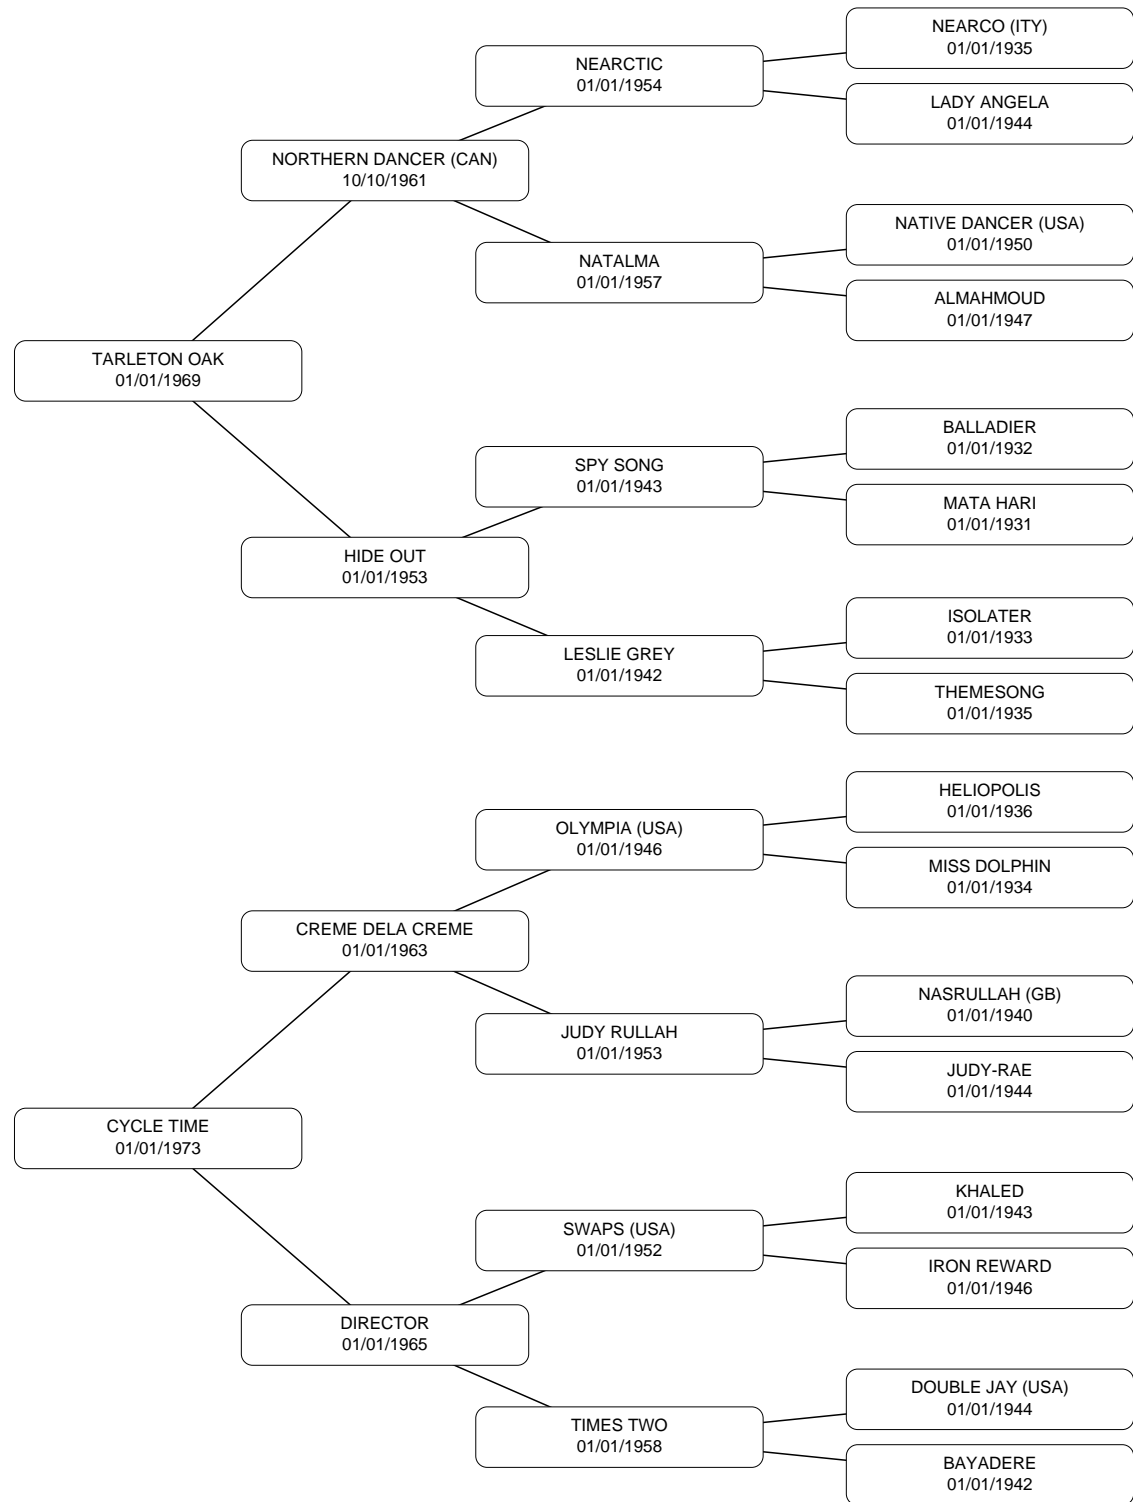 NEARCO (ITY)
01/01/1935
NEARCTIC
01/01/1954
LADY ANGELA
01/01/1944
NORTHERN DANCER (CAN)
10/10/1961
NATIVE DANCER (USA)
01/01/1950
NATALMA
01/01/1957
ALMAHMOUD
01/01/1947
TARLETON OAK
01/01/1969
BALLADIER
01/01/1932
SPY SONG
01/01/1943
MATA HARI
01/01/1931
HIDE OUT
01/01/1953
ISOLATER
01/01/1933
LESLIE GREY
01/01/1942
THEMESONG
01/01/1935
HELIOPOLIS
01/01/1936
OLYMPIA (USA)
01/01/1946
MISS DOLPHIN
01/01/1934
CREME DELA CREME
01/01/1963
NASRULLAH (GB)
01/01/1940
JUDY RULLAH
01/01/1953
JUDY-RAE
01/01/1944
CYCLE TIME
01/01/1973
KHALED
01/01/1943
SWAPS (USA)
01/01/1952
IRON REWARD
01/01/1946
DIRECTOR
01/01/1965
DOUBLE JAY (USA)
01/01/1944
TIMES TWO
01/01/1958
BAYADERE
01/01/1942